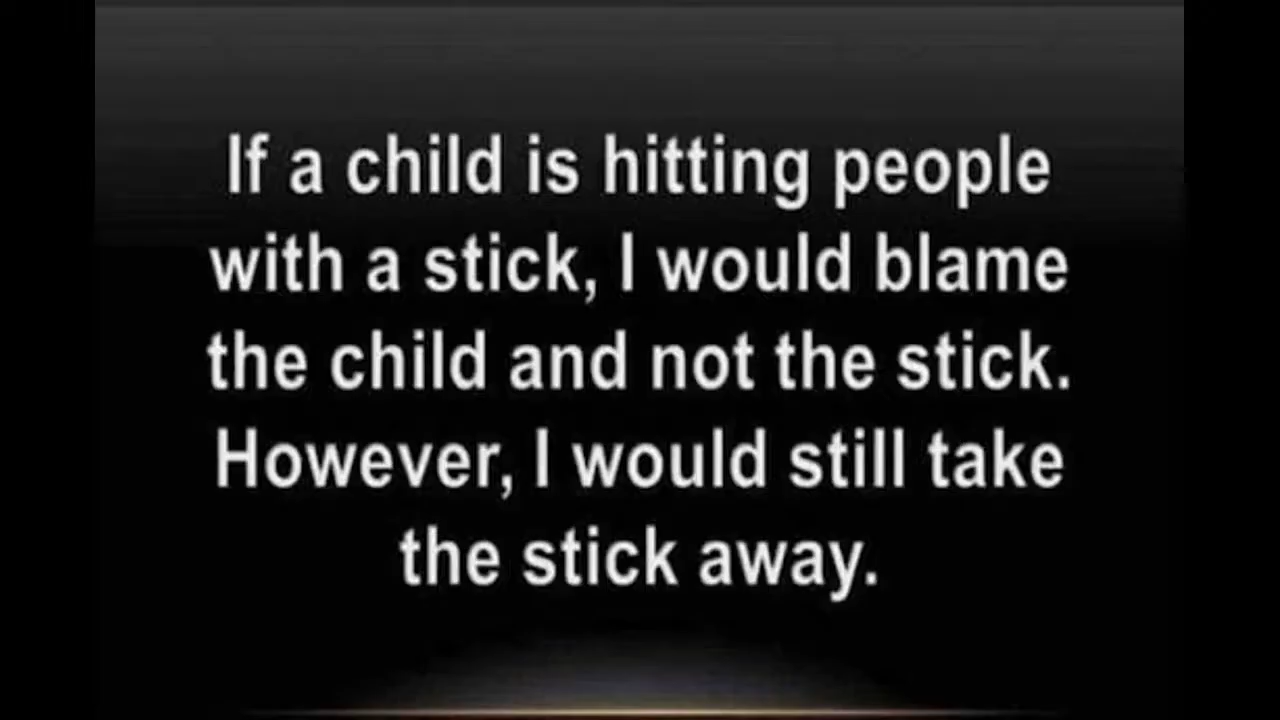 If a child is hitting people
with a stick, I would blame
the child and not the stick.
However, I would still take
the stick away.